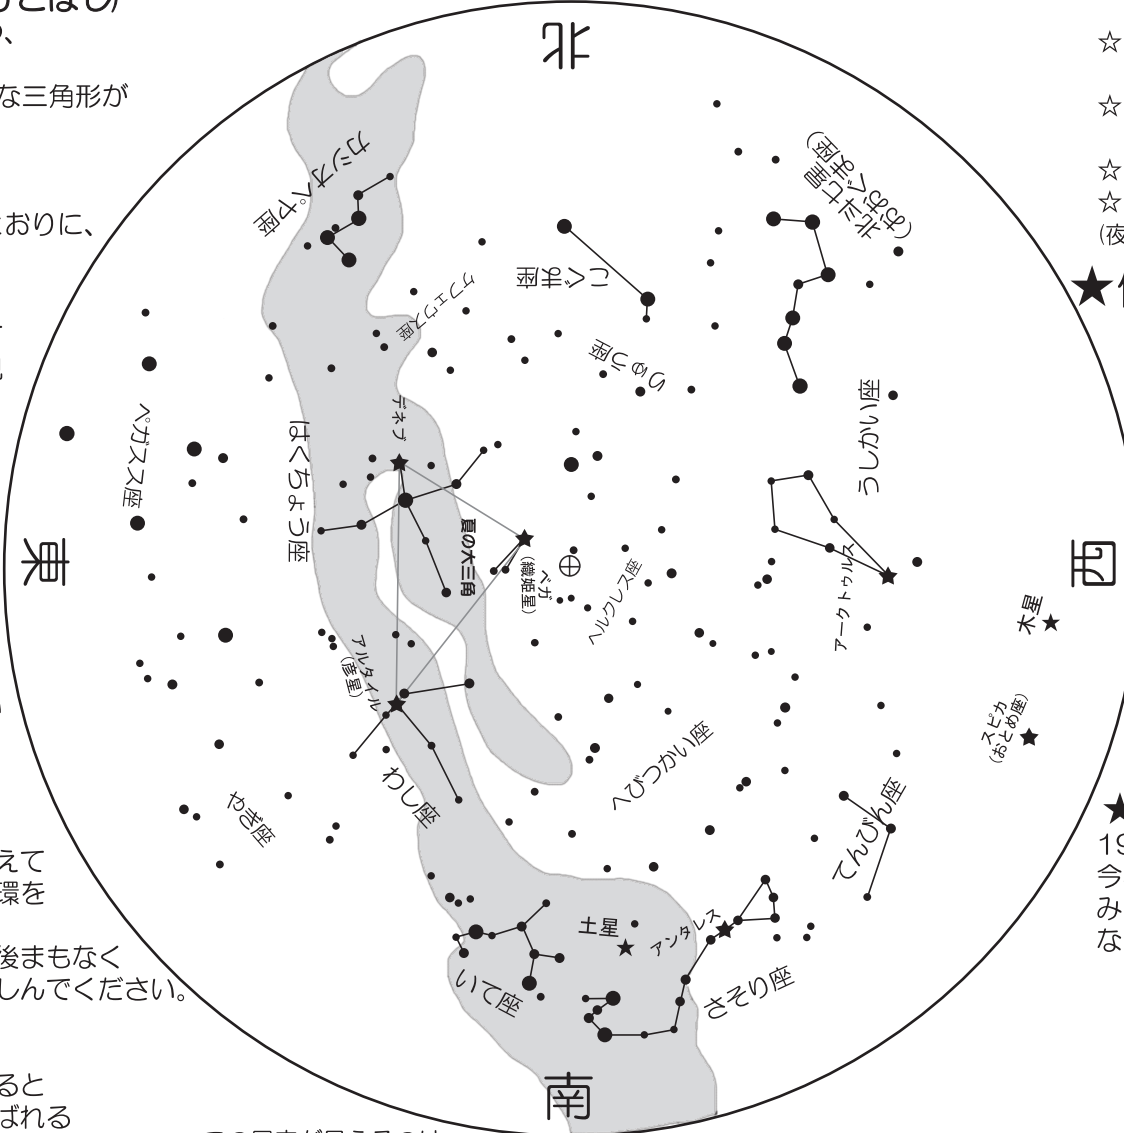 な三角形が
おりに、
えて
環を
後まもなく
しんでください。
ると
ばれる
北
カシオペヤ座
(おおぐま座)
北斗七星
こぐま座
ケフェウス座
りゅう座
うしかい座
ペガスス座
デネブ
はくちょう座
夏の大三角
ベガ
(織姫星)
ヘルクレス座
アークトゥルス
東
西
木星
アルタイル
(彦星)
スピカ
(おとめ座)
わし座
やぎ座
へびつかい座
てんびん座
土星
アンタレス
いて座
さそり座
南
☆
☆
☆
☆
(夜
★
★
19
今
み
な